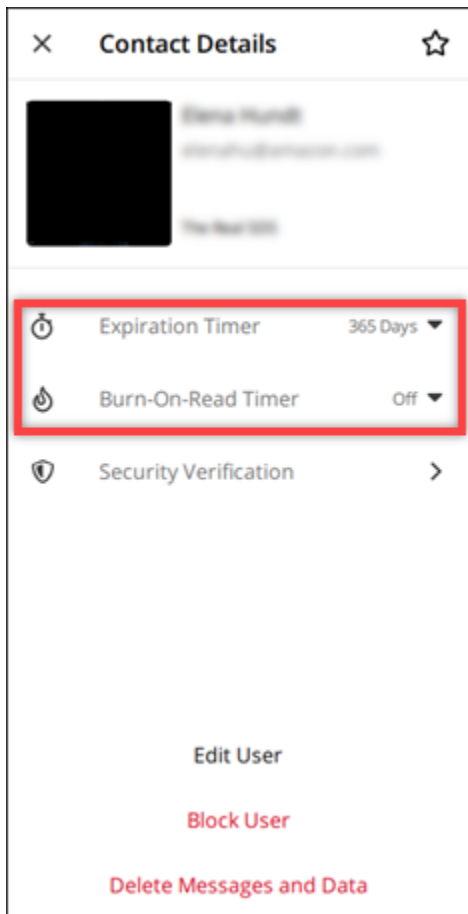 Contact Details
Expiration Timer 365 Days
Burn-On-Read Timer Off
Security Verification
Edit User
Block User
Delete Messages and Data